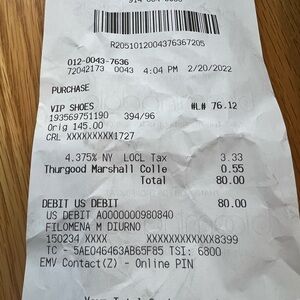 R2051012004376367205
012-0043-7636
72042173 0043 4:04 PM 2/20/2022
PURCHASE
VIP SHOES #L# 76.12
193569751190 394/96
Orig 145.00
CRL XXXXXXXXX1727
4.375% NY LOCL Tax 3.33
Thurgood Marshall Colle 0.55
Total 80.00
DEBIT US DEBIT 80.00
US DEBIT A0000000980840
FILOMENA M DIURNO
150234 XXXX XXXXXXXXXXXX8399
TC - 5AE046463AB65F85 TSI: 6800
EMV Contact(Z) - Online PIN